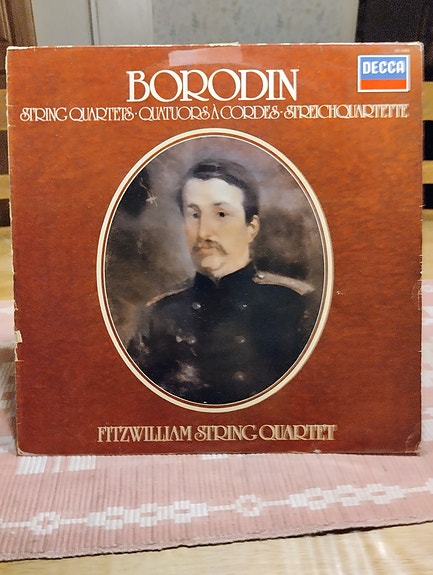 DECCA
BORODIN
STRING QUARTETS · QUATUORS À CORDES · STREICHQUARTETTE
FITZWILLIAM STRING QUARTET